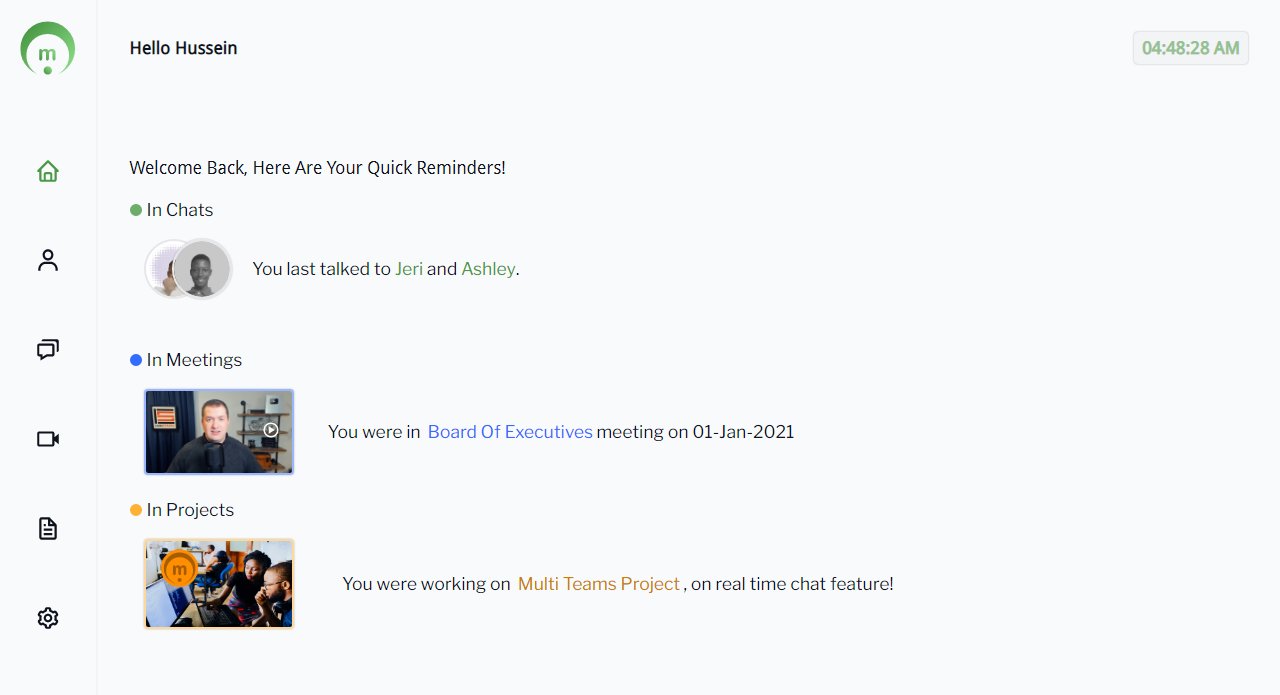 m
Hello Hussein
04:48:28 AM
Welcome Back, Here Are Your Quick Reminders!
In Chats
You last talked to Jeri and Ashley.
In Meetings
You were in Board Of Executives meeting on 01-Jan-2021
In Projects
m
You were working on Multi Teams Project , on real time chat feature!